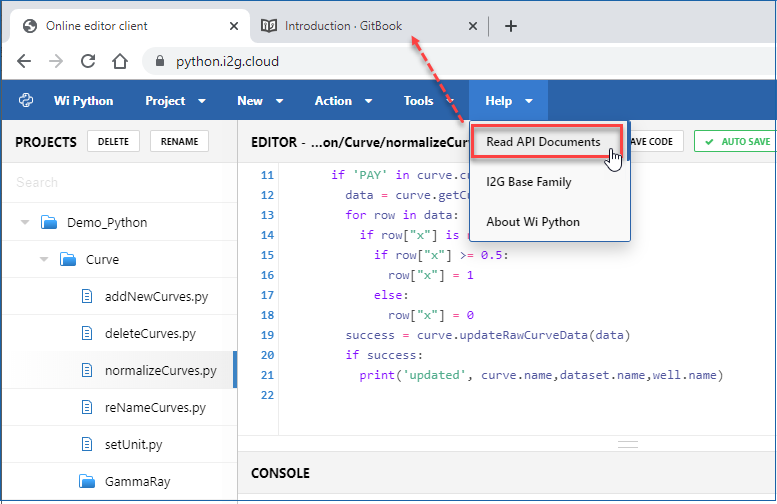 Online editor client
Introduction · GitBook
python.i2g.cloud
Wi Python Project New Action Tools Help
PROJECTS DELETE RENAME
EDITOR - ...on/Curve/normalizeCurv
AVE CODE AUTO SAVE
Read API Documents
I2G Base Family
About Wi Python
Search
Demo_Python
Curve
addNewCurves.py
deleteCurves.py
normalizeCurves.py
reNameCurves.py
setUnit.py
GammaRay
11 if 'PAY' in curve.cu
12 data = curve.getCu
13 for row in data:
14 if row["x"] is
15 if row["x"] >= 0.5:
16 row["x"] = 1
17 else:
18 row["x"] = 0
19 success = curve.updateRawCurveData(data)
20 if success:
21 print('updated', curve.name,dataset.name,well.name)
22
CONSOLE